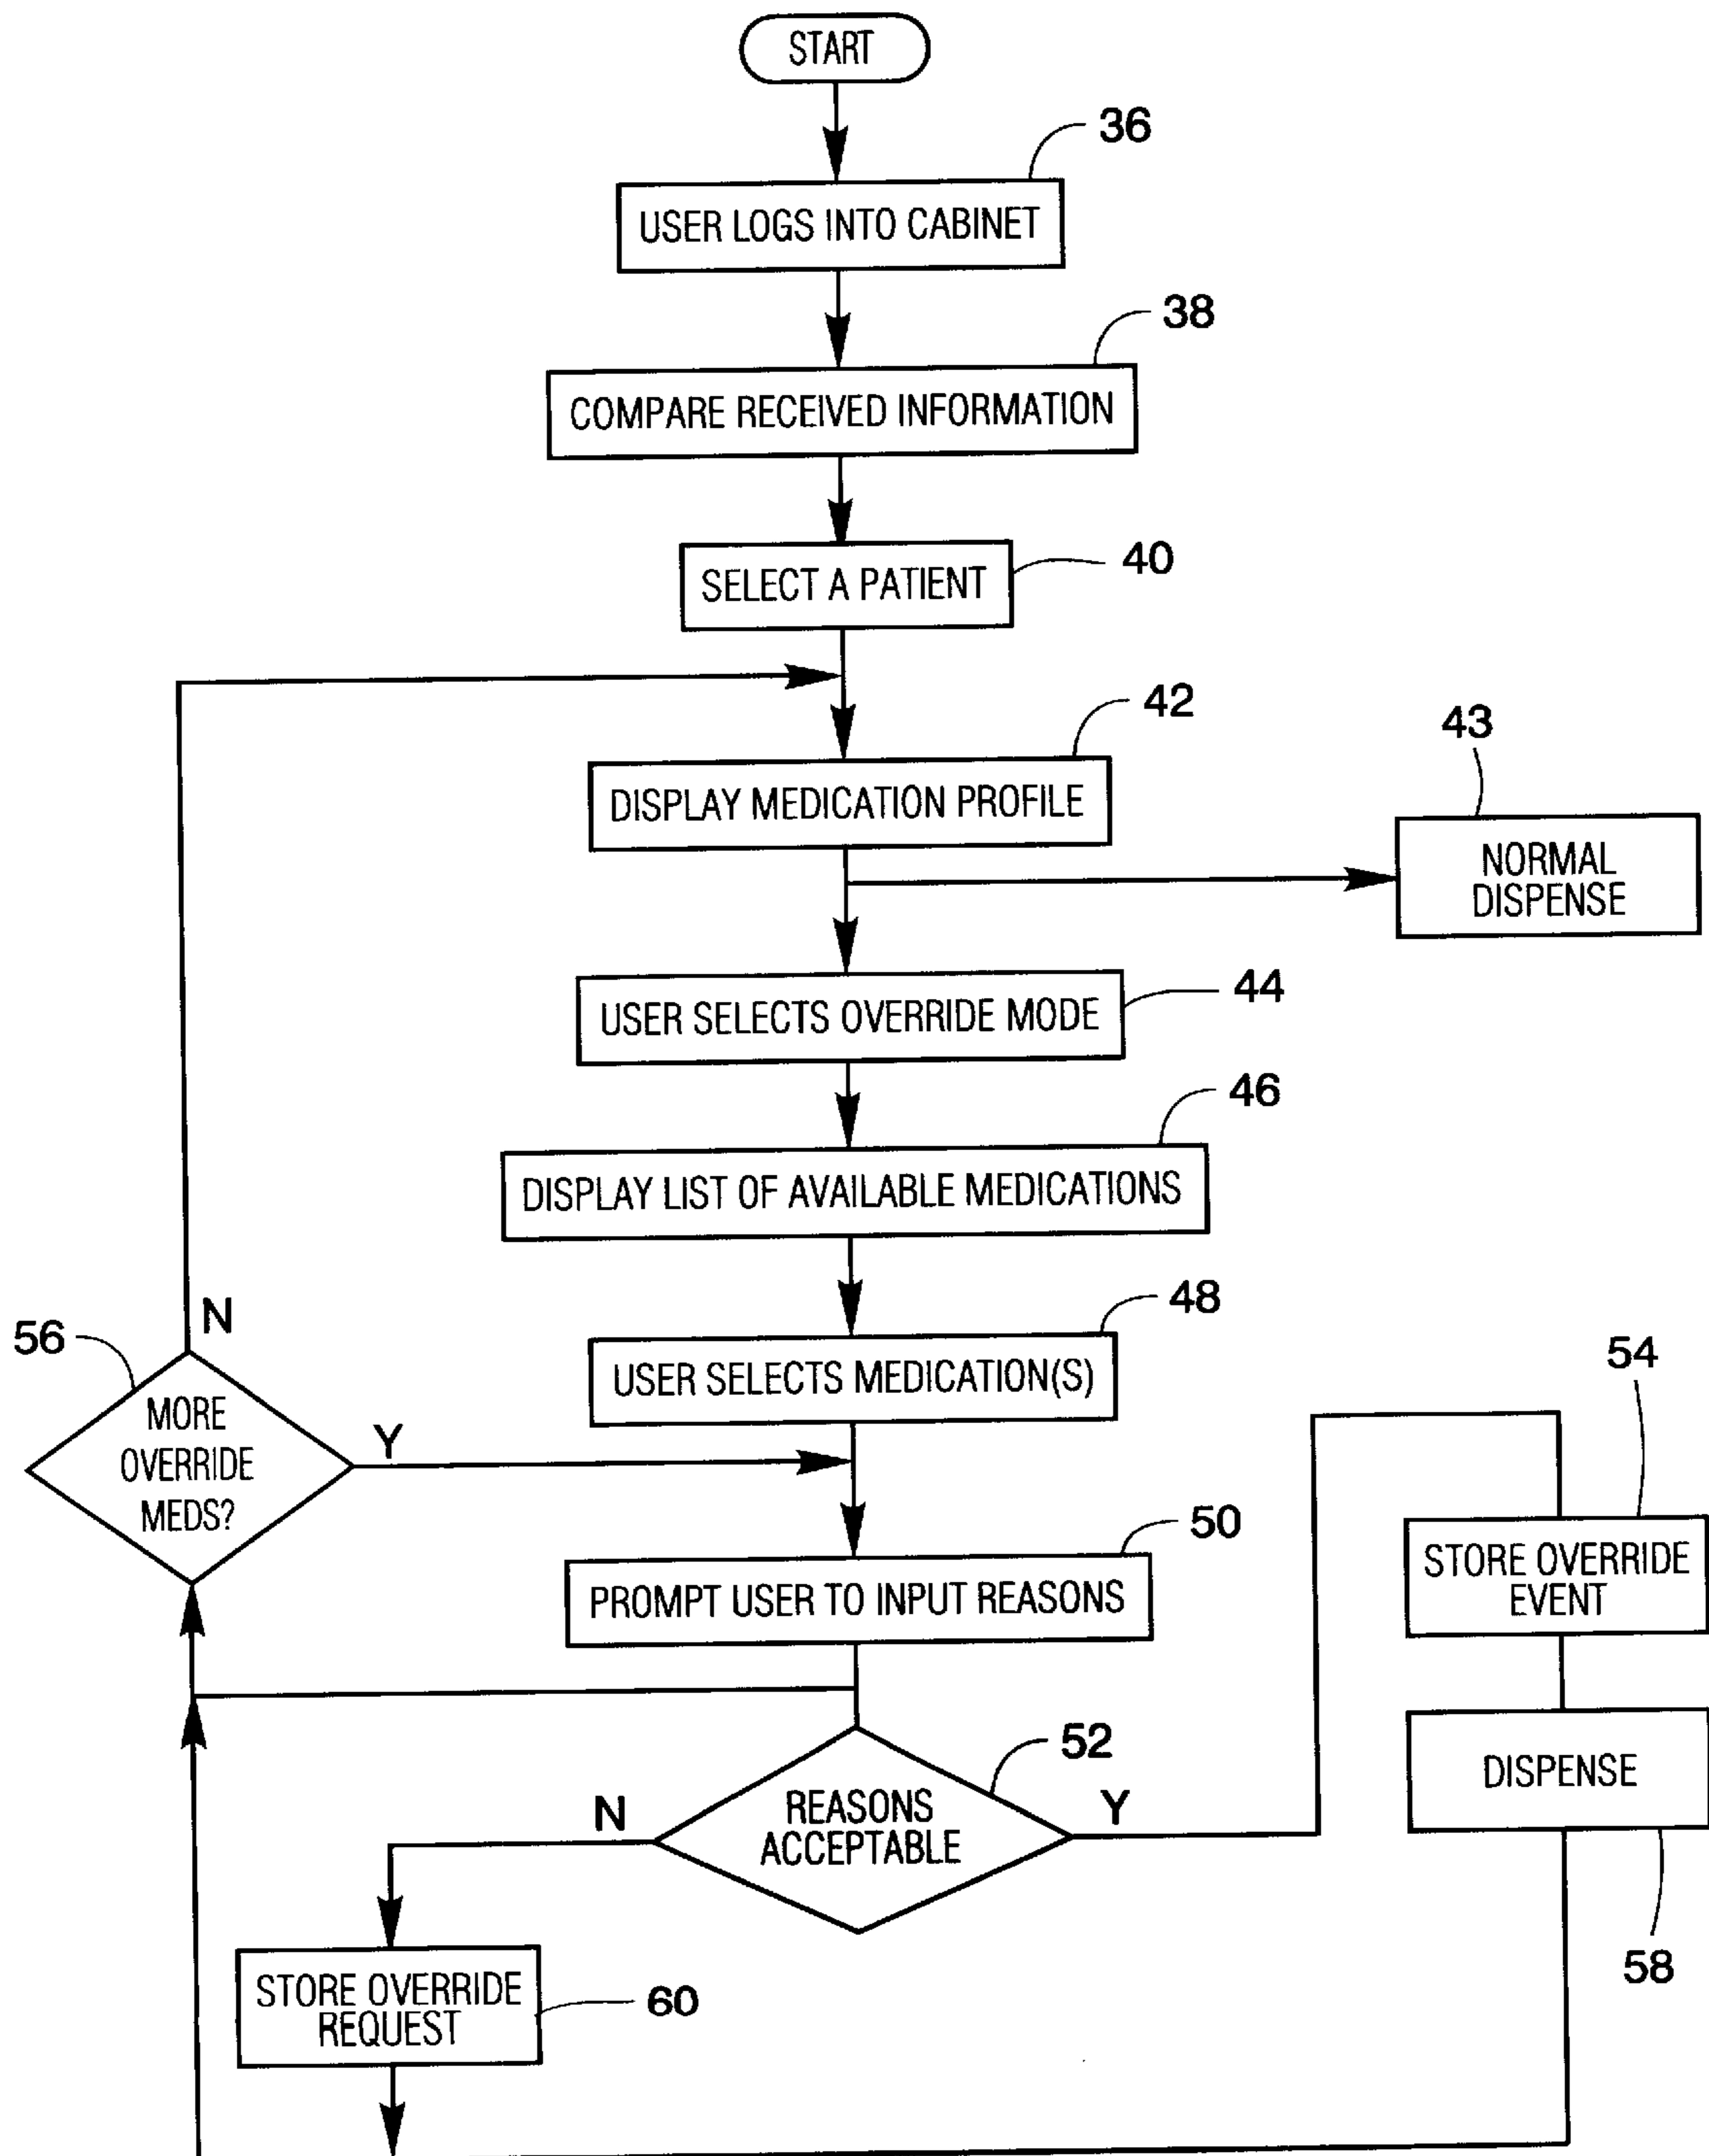 START
36
USER LOGS INTO CABINET
38
COMPARE RECEIVED INFORMATION
40
SELECT A PATIENT
42
DISPLAY MEDICATION PROFILE
43
NORMAL
DISPENSE
44
USER SELECTS OVERRIDE MODE
46
DISPLAY LIST OF AVAILABLE MEDICATIONS
48
USER SELECTS MEDICATION(S)
N
56
MORE
OVERRIDE
MEDS?
Y
54
STORE OVERRIDE
EVENT
50
PROMPT USER TO INPUT REASONS
52
REASONS
ACCEPTABLE
N
Y
DISPENSE
58
STORE OVERRIDE
REQUEST
60